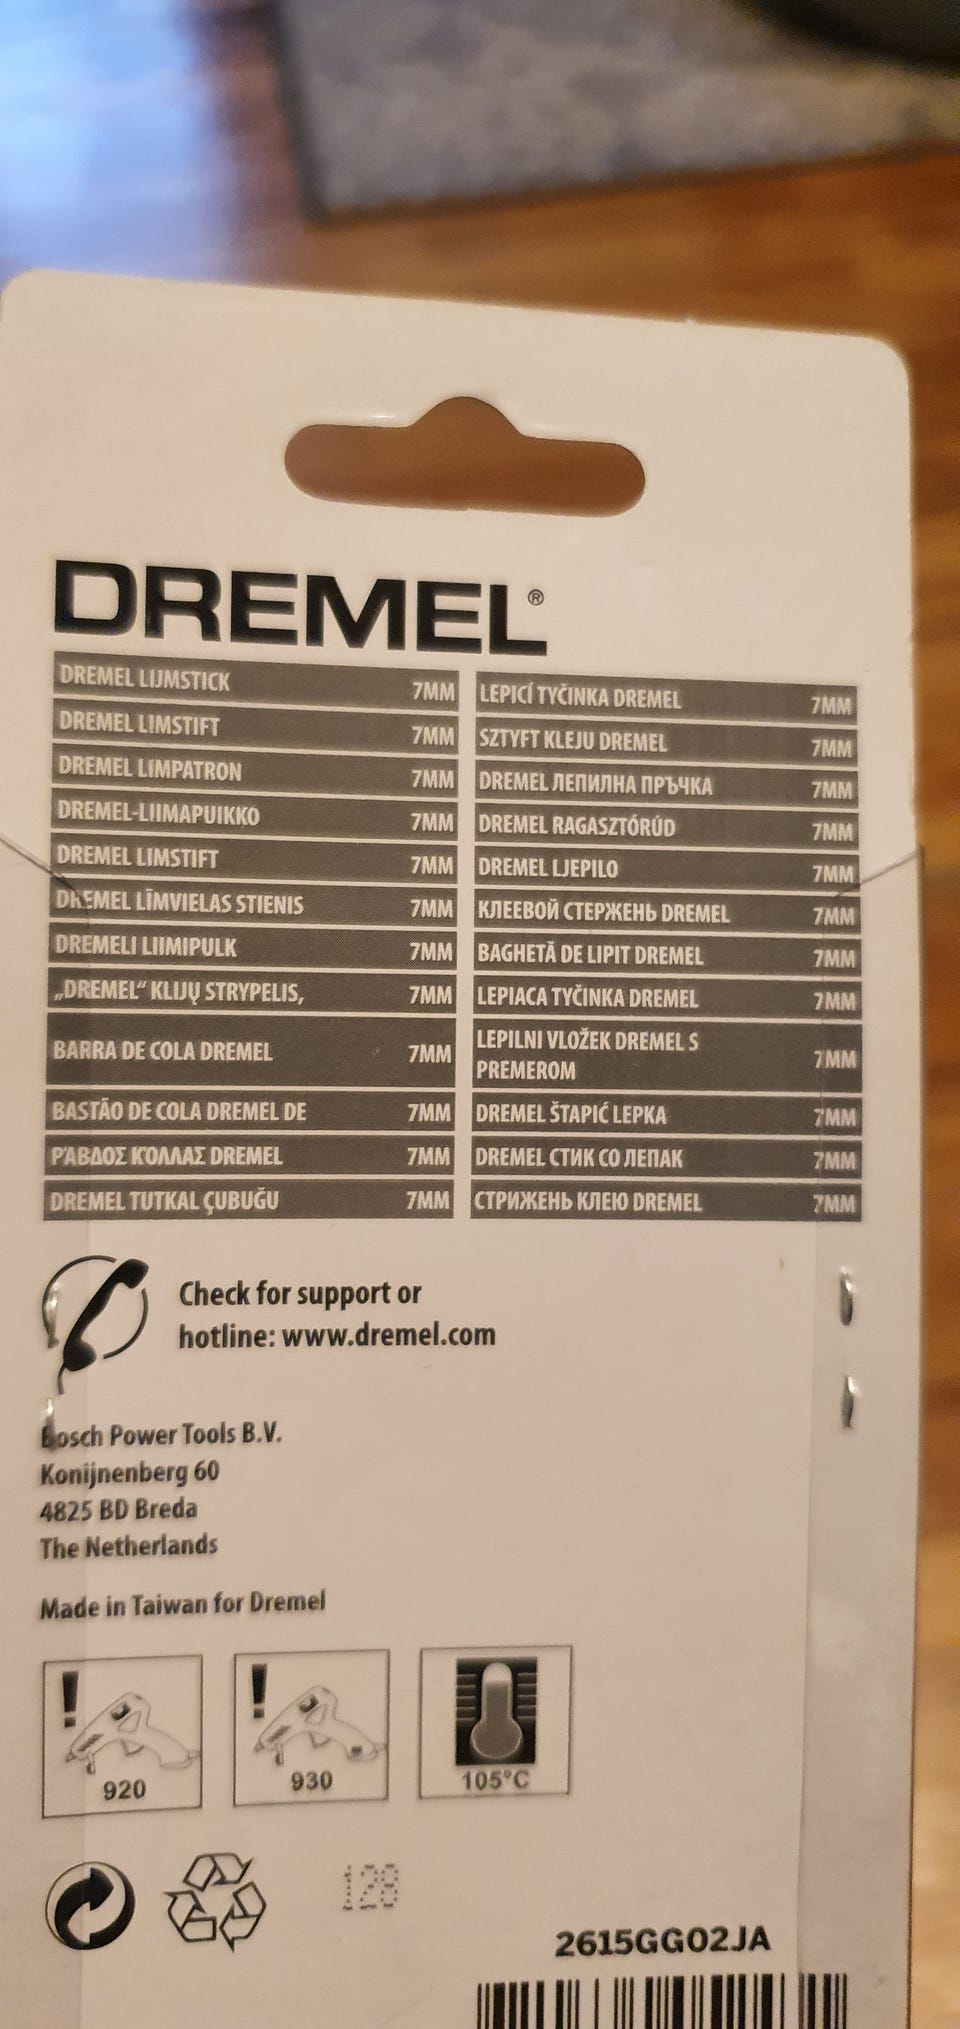 DREMEL®
DREMEL LIJMSTICK 7MM
DREMEL LIMSTIFT 7MM
DREMEL LIMPATRON 7MM
DREMEL-LIIMAPUIKKO 7MM
DREMEL LIMSTIFT 7MM
DREMEL LĪMVIELAS STIENIS 7MM
DREMELI LIIMIPULK 7MM
„DREMEL“ KLIJŲ STRYPELIS, 7MM
BARRA DE COLA DREMEL 7MM
BASTÃO DE COLA DREMEL DE 7MM
ΡΆΒΔΟΣ ΚΌΛΛΑΣ DREMEL 7MM
DREMEL TUTKAL ÇUBUĞU 7MM
LEPICÍ TYČINKA DREMEL 7MM
SZTYFT KLEJU DREMEL 7MM
DREMEL ЛЕПИЛНА ПРЪЧКА 7MM
DREMEL RAGASZTÓRÚD 7MM
DREMEL LJEPILO 7MM
КЛЕЕВОЙ СТЕРЖЕНЬ DREMEL 7MM
BAGHETĂ DE LIPIT DREMEL 7MM
LEPIACA TYČINKA DREMEL 7MM
LEPILNI VLOŽEK DREMEL S
PREMEROM 7MM
DREMEL ŠTAPIĆ LEPKA 7MM
DREMEL СТИК СО ЛЕПАК 7MM
СТРИЖЕНЬ КЛЕЮ DREMEL 7MM
Check for support or
hotline: www.dremel.com
Bosch Power Tools B.V.
Konijnenberg 60
4825 BD Breda
The Netherlands
Made in Taiwan for Dremel
! 920
! 930
105°C
128
2615GG02JA